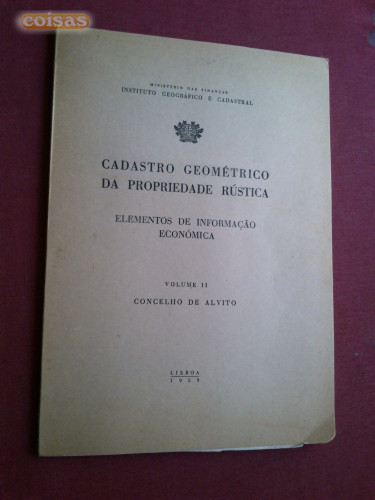 coisas
MINISTÉRIO DAS FINANÇAS
INSTITUTO GEOGRÁFICO E CADASTRAL
CADASTRO GEOMÉTRICO
DA PROPRIEDADE RÚSTICA
ELEMENTOS DE INFORMAÇÃO
ECONÓMICA
VOLUME II
CONCELHO DE ALVITO
LISBOA
1959